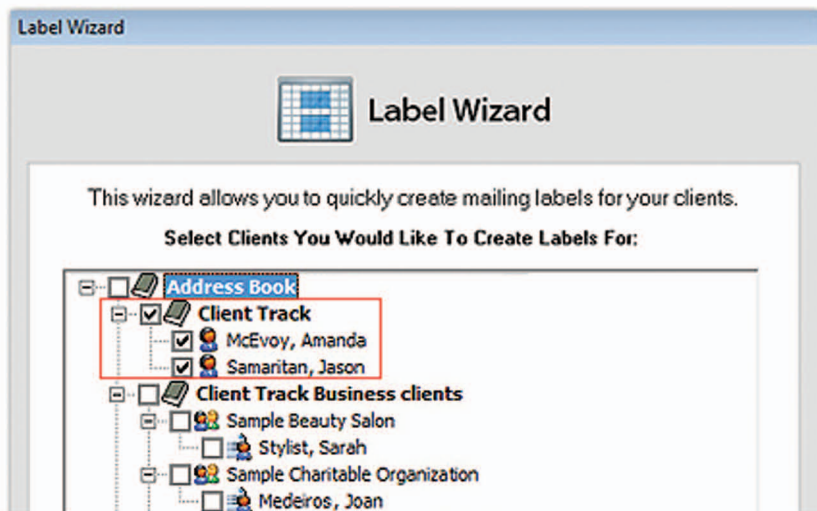 Label Wizard
Label Wizard
This wizard allows you to quickly create mailing labels for your clients.
Select Clients You Would Like To Create Labels For:
Address Book
Client Track
McEvoy, Amanda
Samaritan, Jason
Client Track Business clients
Sample Beauty Salon
Stylist, Sarah
Sample Charitable Organization
Medeiros, Joan